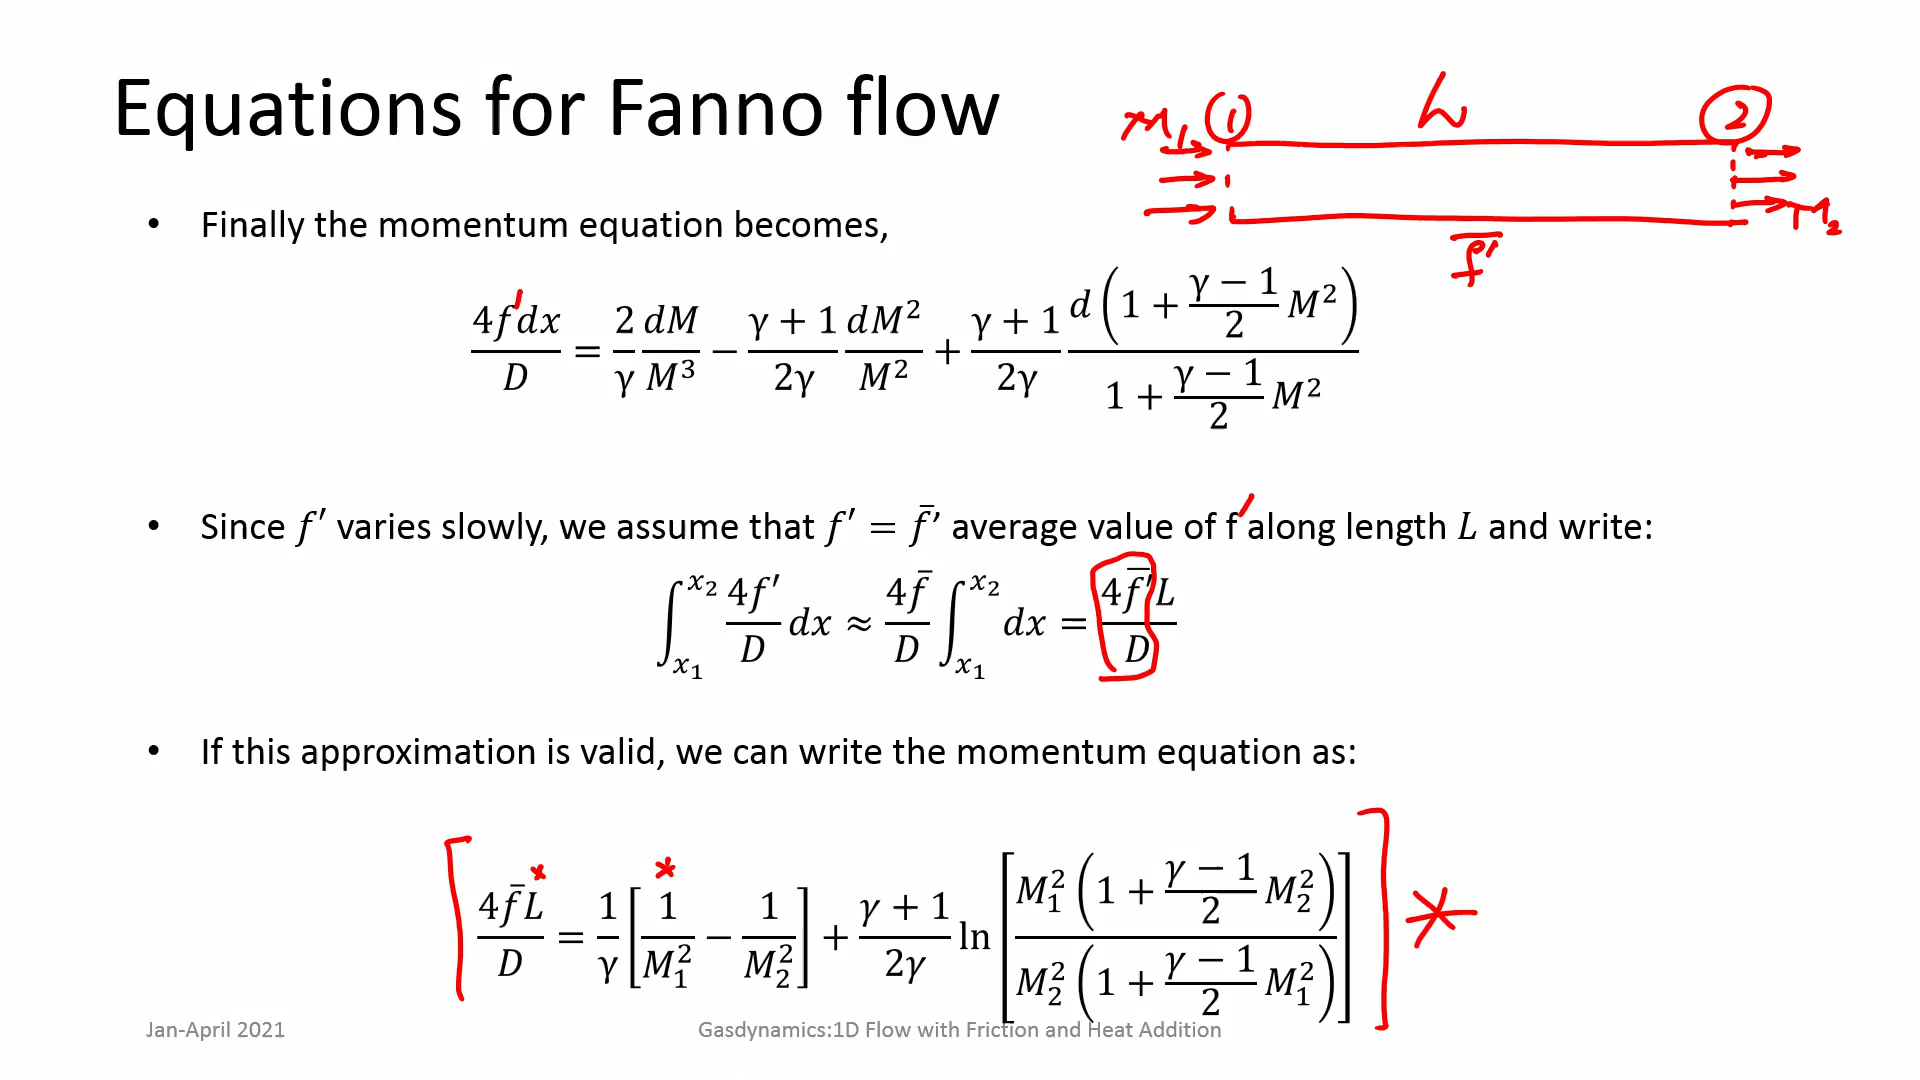 Equations for Fanno flow
M₁ ① L ② M₂
f̄'
• Finally the momentum equation becomes,
4f'dx/D = (2/γ)(dM/M³) − ((γ + 1)/2γ)(dM²/M²) + ((γ + 1)/2γ) d(1 + (γ − 1)/2 M²)/(1 + (γ − 1)/2 M²)
• Since f′ varies slowly, we assume that f′ = f̄’ average value of f' along length L and write:
∫_{x₁}^{x₂} (4f′/D) dx ≈ (4f̄/D) ∫_{x₁}^{x₂} dx = 4f̄′L/D
• If this approximation is valid, we can write the momentum equation as:
* *
4f̄L/D = (1/γ)[1/M₁² − 1/M₂²] + ((γ + 1)/2γ) ln[M₁²(1 + (γ − 1)/2 M₂²)/(M₂²(1 + (γ − 1)/2 M₁²))] *
Jan-April 2021
Gasdynamics:1D Flow with Friction and Heat Addition